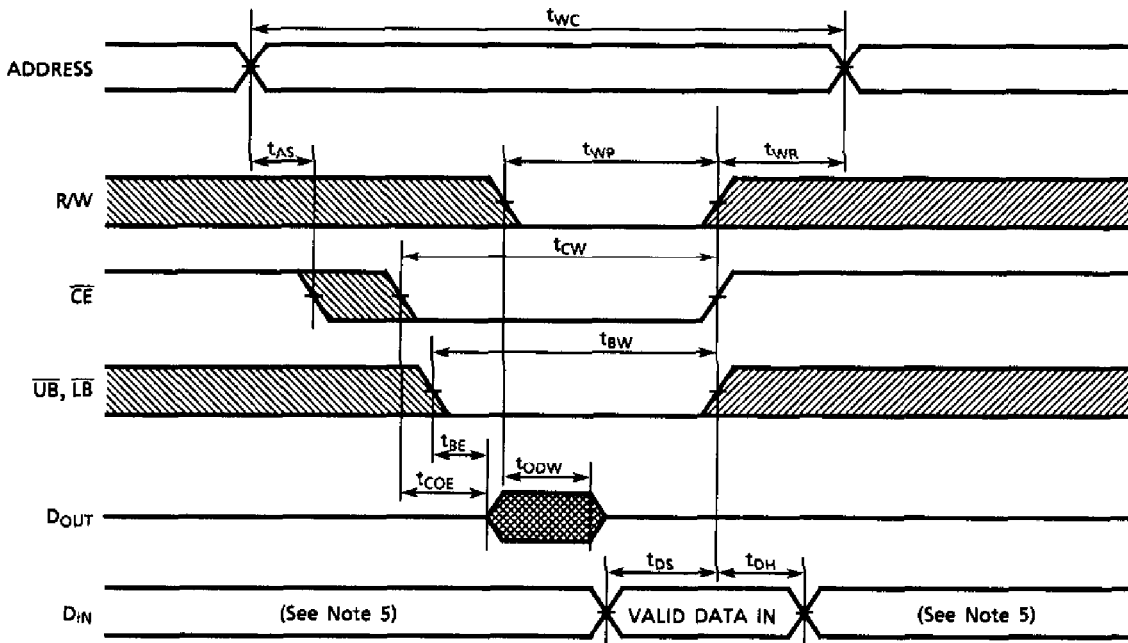 tWC
ADDRESS
tAS
tWP
tWR
R/W
tCW
CE
tBW
UB, LB
tBE
tODW
tCOE
DOUT
tDS
tDH
DIN
(See Note 5)
VALID DATA IN
(See Note 5)